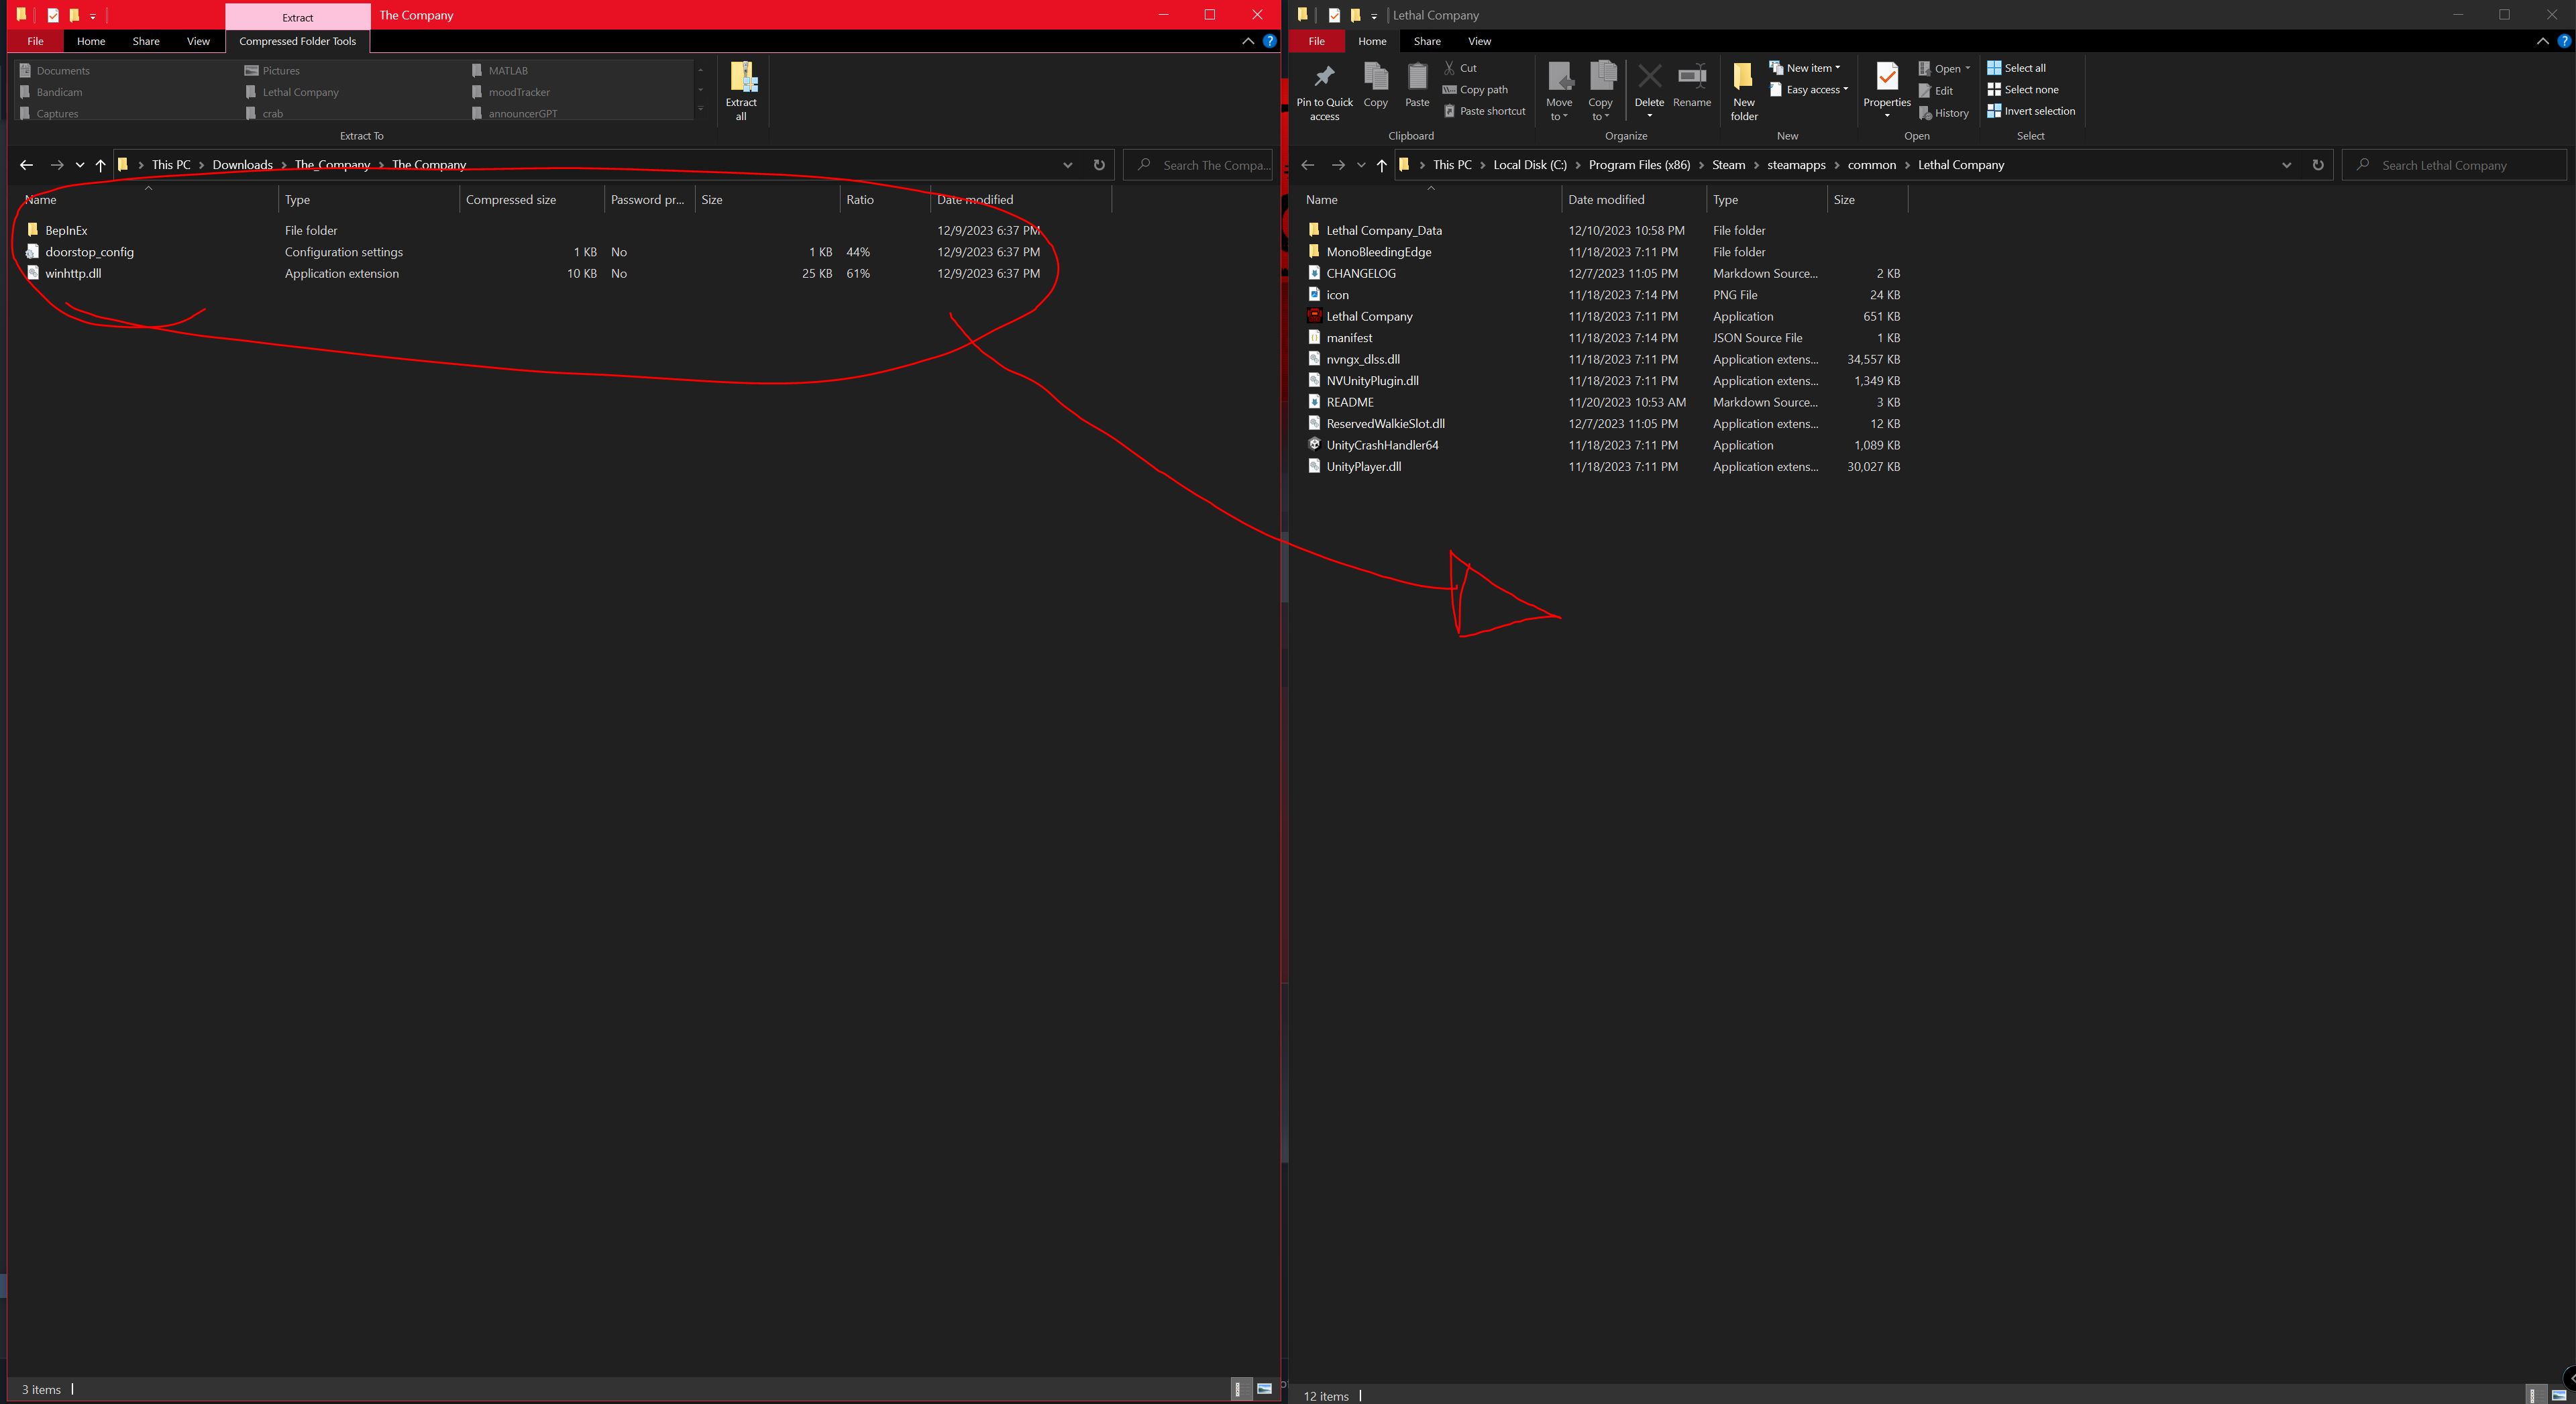 Extract
The Company
File
Home
Share
View
Compressed Folder Tools
Documents
Pictures
MATLAB
Bandicam
Lethal Company
moodTracker
Captures
crab
announcerGPT
Extract all
Extract To
This PC > Downloads > The_Company > The Company
Search The Compa...
Name Type Compressed size Password pr... Size Ratio Date modified
BepInEx File folder 12/9/2023 6:37 PM
doorstop_config Configuration settings 1 KB No 1 KB 44% 12/9/2023 6:37 PM
winhttp.dll Application extension 10 KB No 25 KB 61% 12/9/2023 6:37 PM
3 items
Lethal Company
File
Home
Share
View
Pin to Quick access
Copy
Paste
Cut
Copy path
Paste shortcut
Clipboard
Move to
Copy to
Delete
Rename
Organize
New folder
New item
Easy access
New
Properties
Open
Edit
History
Open
Select all
Select none
Invert selection
Select
This PC > Local Disk (C:) > Program Files (x86) > Steam > steamapps > common > Lethal Company
Search Lethal Company
Name Date modified Type Size
Lethal Company_Data 12/10/2023 10:58 PM File folder
MonoBleedingEdge 11/18/2023 7:11 PM File folder
CHANGELOG 12/7/2023 11:05 PM Markdown Source... 2 KB
icon 11/18/2023 7:14 PM PNG File 24 KB
Lethal Company 11/18/2023 7:11 PM Application 651 KB
manifest 11/18/2023 7:14 PM JSON Source File 1 KB
nvngx_dlss.dll 11/18/2023 7:11 PM Application extens... 34,557 KB
NVUnityPlugin.dll 11/18/2023 7:11 PM Application extens... 1,349 KB
README 11/20/2023 10:53 AM Markdown Source... 3 KB
ReservedWalkieSlot.dll 12/7/2023 11:05 PM Application extens... 12 KB
UnityCrashHandler64 11/18/2023 7:11 PM Application 1,089 KB
UnityPlayer.dll 11/18/2023 7:11 PM Application extens... 30,027 KB
12 items